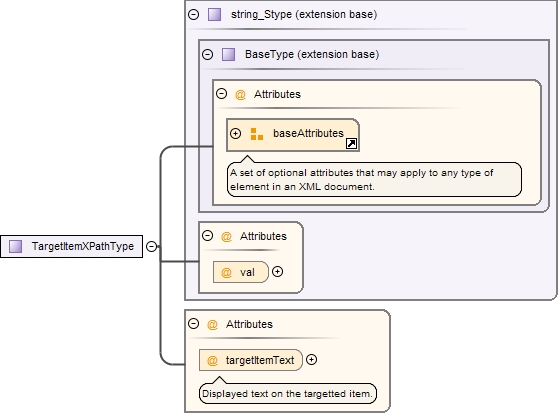 string_Stype (extension base)
BaseType (extension base)
@ Attributes
baseAttributes
A set of optional attributes that may apply to any type of
element in an XML document.
TargetItemXPathType
@ Attributes
@ val
@ Attributes
@ targetItemText
Displayed text on the targetted item.